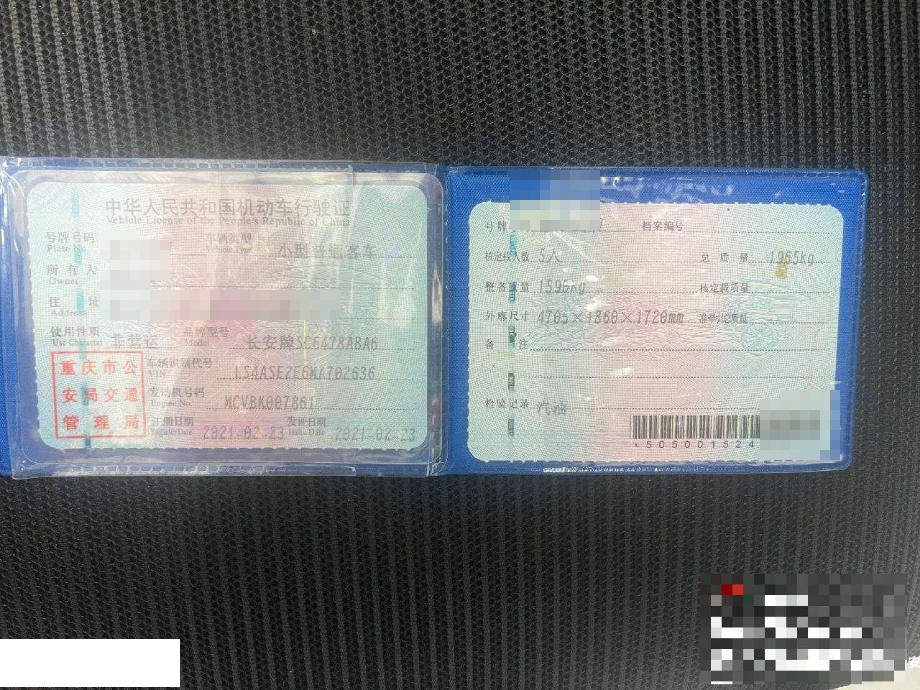 中华人民共和国机动车行驶证
Vehicle License of the People's Republic of China
号牌号码
Plate No.
车辆类型
Vehicle Type
小型普通客车
所有人
Owner
住址
Address
使用性质
Use Character
非营运
品牌型号
Model
长安牌SC6478ABA6
重庆市公
安局交通
管理局
车辆识别代号
VIN
LS4ASE2E6MA702636
发动机号码
Engine No.
MCVBK007861
注册日期
Register Date
2021-02-23
发证日期
Issue Date
2021-02-23
号牌
档案编号
核定载人数 5人
总质量 1965kg
整备质量 1590kg
核定载质量
外廓尺寸 4705×1860×1720mm
准牵引总质量
备注
检验记录 汽油
*505001524